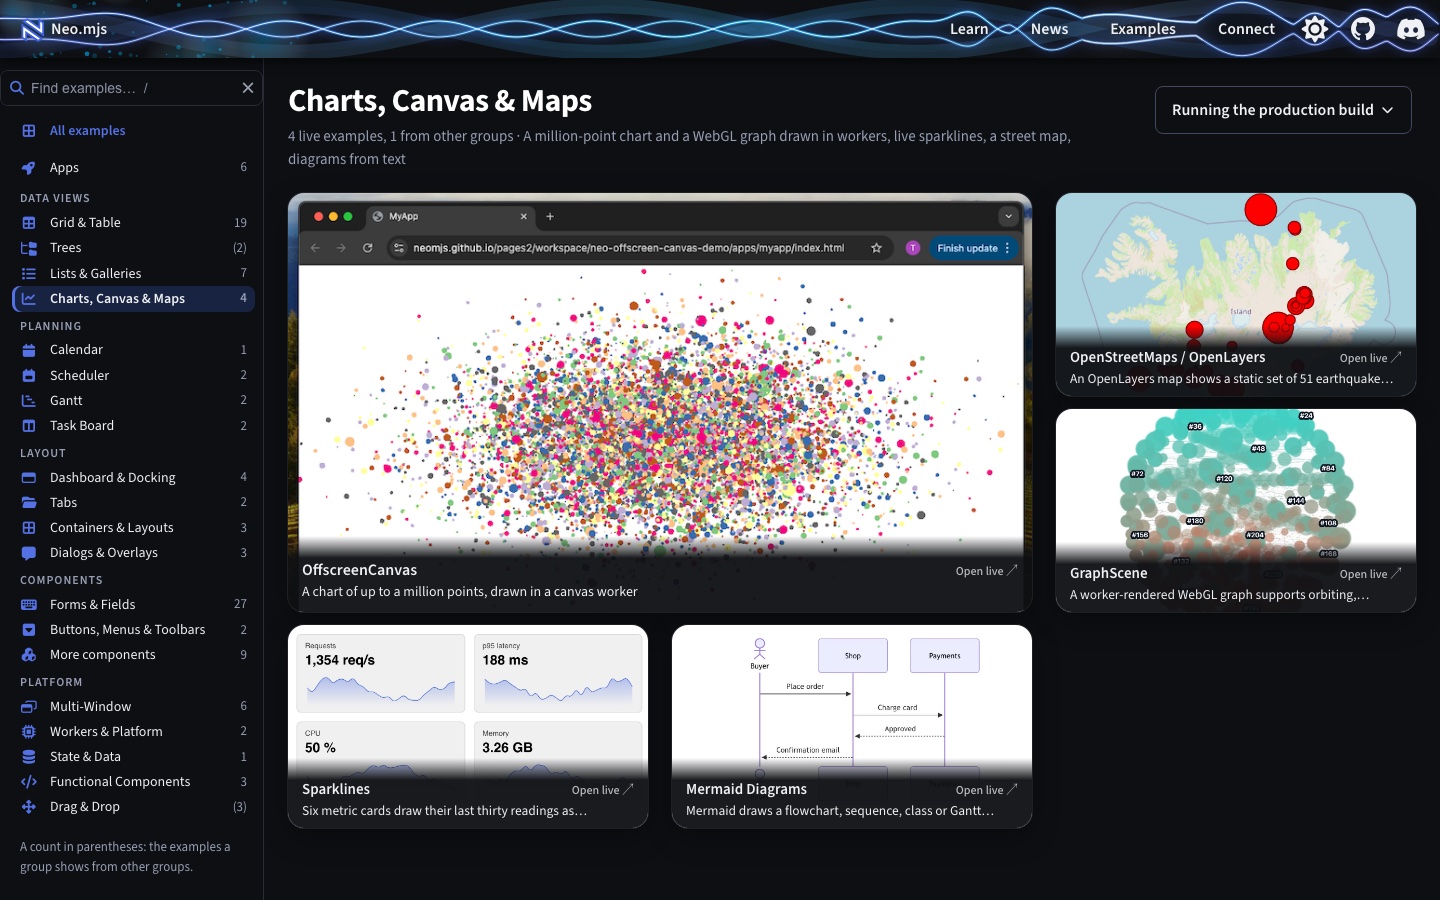 Neo.mjs
Learn
News
Examples
Connect
Find examples… /
All examples
Apps 6
DATA VIEWS
Grid & Table 19
Trees (2)
Lists & Galleries 7
Charts, Canvas & Maps 4
PLANNING
Calendar 1
Scheduler 2
Gantt 2
Task Board 2
LAYOUT
Dashboard & Docking 4
Tabs 2
Containers & Layouts 3
Dialogs & Overlays 3
COMPONENTS
Forms & Fields 27
Buttons, Menus & Toolbars 2
More components 9
PLATFORM
Multi-Window 6
Workers & Platform 2
State & Data 1
Functional Components 3
Drag & Drop (3)
A count in parentheses: the examples a
group shows from other groups.
Charts, Canvas & Maps
4 live examples, 1 from other groups · A million-point chart and a WebGL graph drawn in workers, live sparklines, a street map,
diagrams from text
Running the production build
MyApp
neomjs.github.io/pages2/workspace/neo-offscreen-canvas-demo/apps/myapp/index.html
T
Finish update
OffscreenCanvas
Open live
A chart of up to a million points, drawn in a canvas worker
Ísland
OpenStreetMaps / OpenLayers
Open live
An OpenLayers map shows a static set of 51 earthquake…
#24
#36
#48
#84
#72
#120
#144
#180
#108
#156
#204
#168
GraphScene
Open live
A worker-rendered WebGL graph supports orbiting,…
Requests
1,354 req/s
p95 latency
188 ms
CPU
50 %
Memory
3.26 GB
Sparklines
Open live
Six metric cards draw their last thirty readings as…
Buyer
Shop
Payments
Place order
Charge card
Approved
Confirmation email
Mermaid Diagrams
Open live
Mermaid draws a flowchart, sequence, class or Gantt…